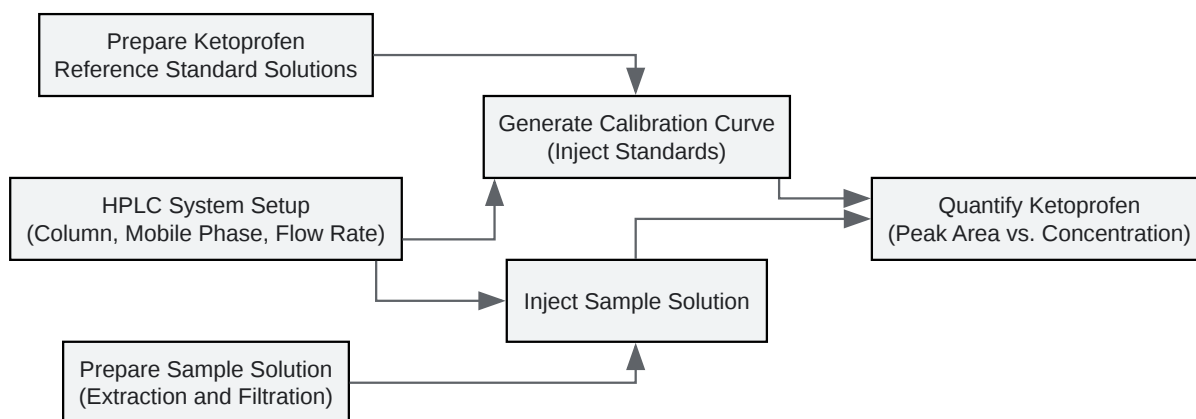 Prepare Ketoprofen
Reference Standard Solutions
Generate Calibration Curve
(Inject Standards)
HPLC System Setup
(Column, Mobile Phase, Flow Rate)
Quantify Ketoprofen
(Peak Area vs. Concentration)
Inject Sample Solution
Prepare Sample Solution
(Extraction and Filtration)